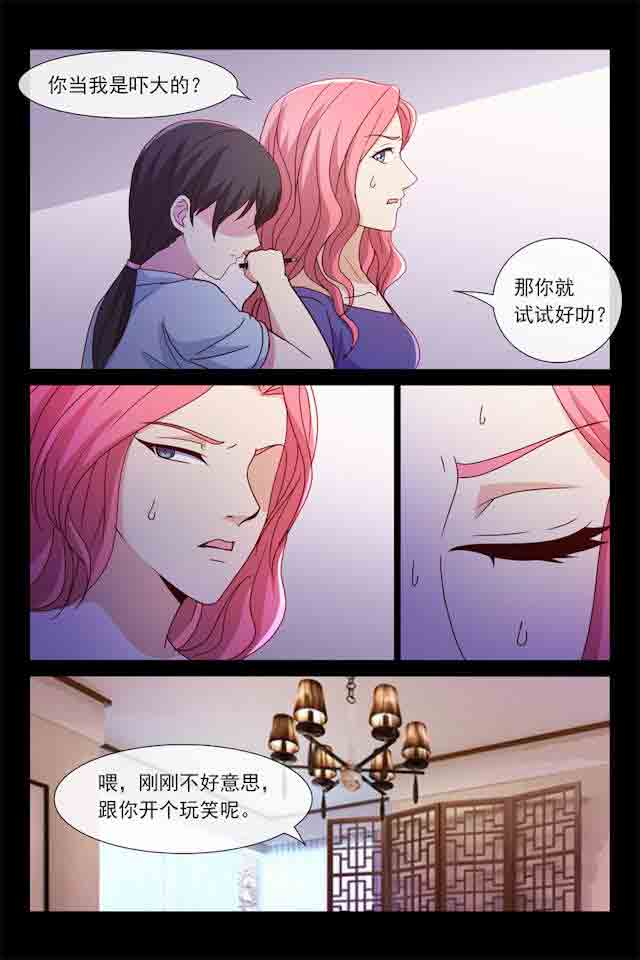 你当我是吓大的？
那你就
试试好叻？
喂，刚刚不好意思，
跟你开个玩笑呢。